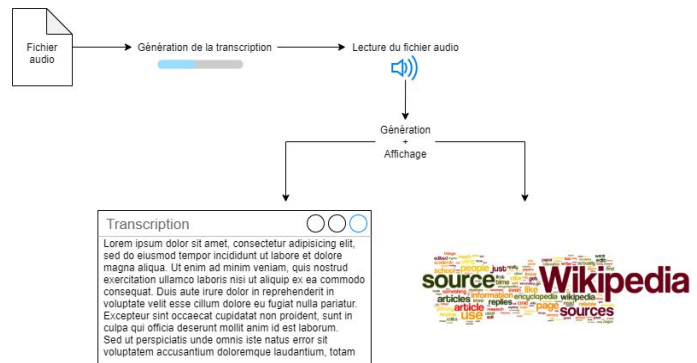 Fichier
audio
Génération de la transcription
Lecture du fichier audio
Génération
+
Affichage
Transcription
Lorem ipsum dolor sit amet, consectetur adipisicing elit,
sed do eiusmod tempor incididunt ut labore et dolore
magna aliqua. Ut enim ad minim veniam, quis nostrud
exercitation ullamco laboris nisi ut aliquip ex ea commodo
consequat. Duis aute irure dolor in reprehenderit in
voluptate velit esse cillum dolore eu fugiat nulla pariatur.
Excepteur sint occaecat cupidatat non proident, sunt in
culpa qui officia deserunt mollit anim id est laborum.
Sed ut perspiciatis unde omnis iste natus error sit
voluptatem accusantium doloremque laudantium, totam
people just
source
time
Wikipedia
information
encyclopedia wikipedia
articles
replies
one
page
article
sources
use
like